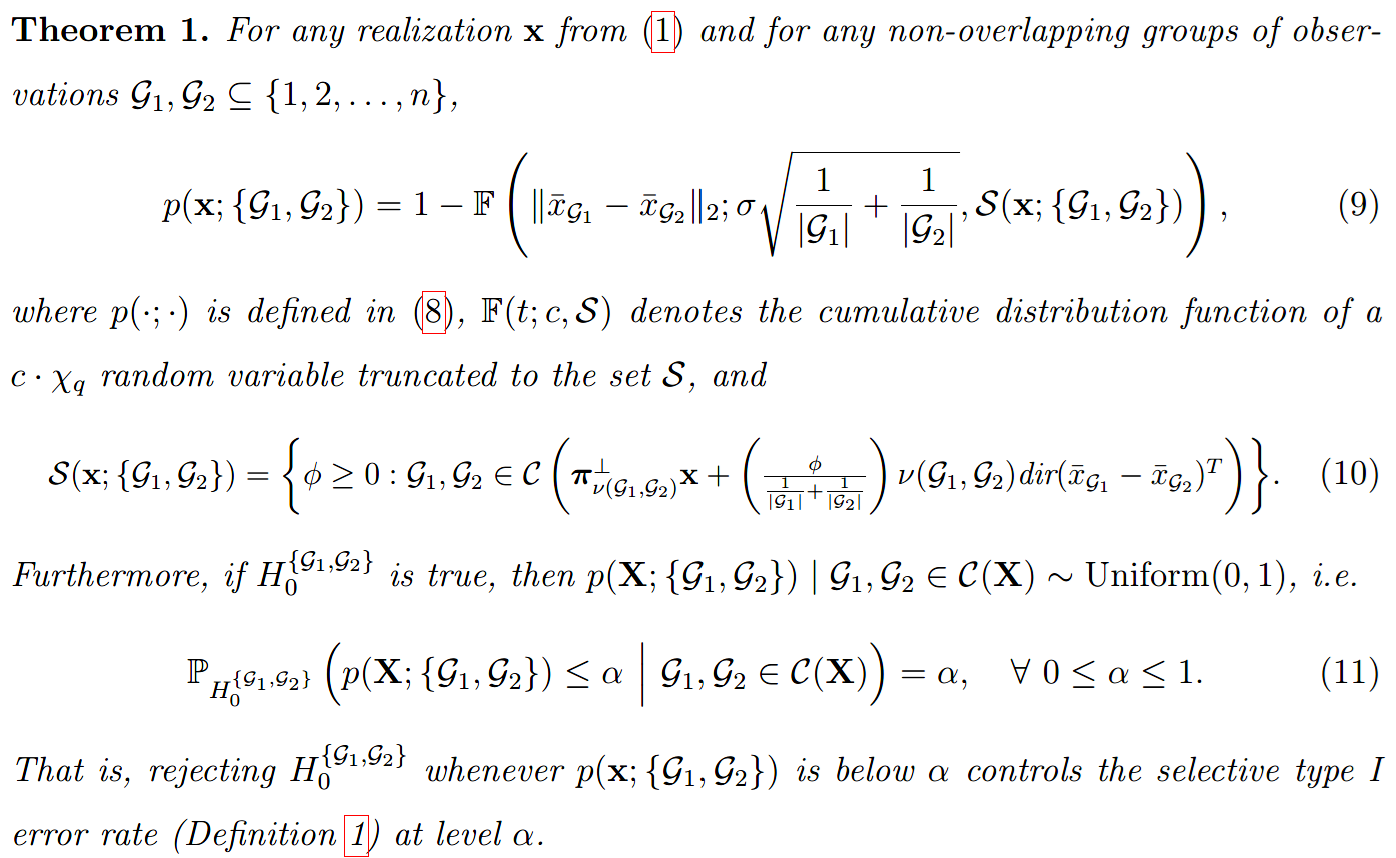 Theorem 1. For any realization $\mathbf{x}$ from (1) and for any non-overlapping groups of obser-
vations $\mathcal{G}_1, \mathcal{G}_2 \subseteq \{1, 2, \ldots, n\}$,
$$p(\mathbf{x}; \{\mathcal{G}_1, \mathcal{G}_2\}) = 1 - \mathbb{F}\left( \|\bar{x}_{\mathcal{G}_1} - \bar{x}_{\mathcal{G}_2}\|_2; \sigma\sqrt{\frac{1}{|\mathcal{G}_1|} + \frac{1}{|\mathcal{G}_2|}}, \mathcal{S}(\mathbf{x}; \{\mathcal{G}_1, \mathcal{G}_2\}) \right), \quad (9)$$
where $p(\cdot; \cdot)$ is defined in (8), $\mathbb{F}(t; c, \mathcal{S})$ denotes the cumulative distribution function of a
$c \cdot \chi_q$ random variable truncated to the set $\mathcal{S}$, and
$$\mathcal{S}(\mathbf{x}; \{\mathcal{G}_1, \mathcal{G}_2\}) = \left\{ \phi \geq 0 : \mathcal{G}_1, \mathcal{G}_2 \in \mathcal{C}\left( \boldsymbol{\pi}^{\perp}_{\nu(\mathcal{G}_1, \mathcal{G}_2)} \mathbf{x} + \left( \frac{\phi}{\frac{1}{|\mathcal{G}_1|} + \frac{1}{|\mathcal{G}_2|}} \right) \nu(\mathcal{G}_1, \mathcal{G}_2) dir(\bar{x}_{\mathcal{G}_1} - \bar{x}_{\mathcal{G}_2})^T \right) \right\}. \quad (10)$$
Furthermore, if $H_0^{\{\mathcal{G}_1, \mathcal{G}_2\}}$ is true, then $p(\mathbf{X}; \{\mathcal{G}_1, \mathcal{G}_2\}) \mid \mathcal{G}_1, \mathcal{G}_2 \in \mathcal{C}(\mathbf{X}) \sim \text{Uniform}(0, 1)$, i.e.
$$\mathbb{P}_{H_0^{\{\mathcal{G}_1, \mathcal{G}_2\}}}\left( p(\mathbf{X}; \{\mathcal{G}_1, \mathcal{G}_2\}) \leq \alpha \,\Big|\, \mathcal{G}_1, \mathcal{G}_2 \in \mathcal{C}(\mathbf{X}) \right) = \alpha, \quad \forall\ 0 \leq \alpha \leq 1. \quad (11)$$
That is, rejecting $H_0^{\{\mathcal{G}_1, \mathcal{G}_2\}}$ whenever $p(\mathbf{x}; \{\mathcal{G}_1, \mathcal{G}_2\})$ is below $\alpha$ controls the selective type I
error rate (Definition 1) at level $\alpha$.